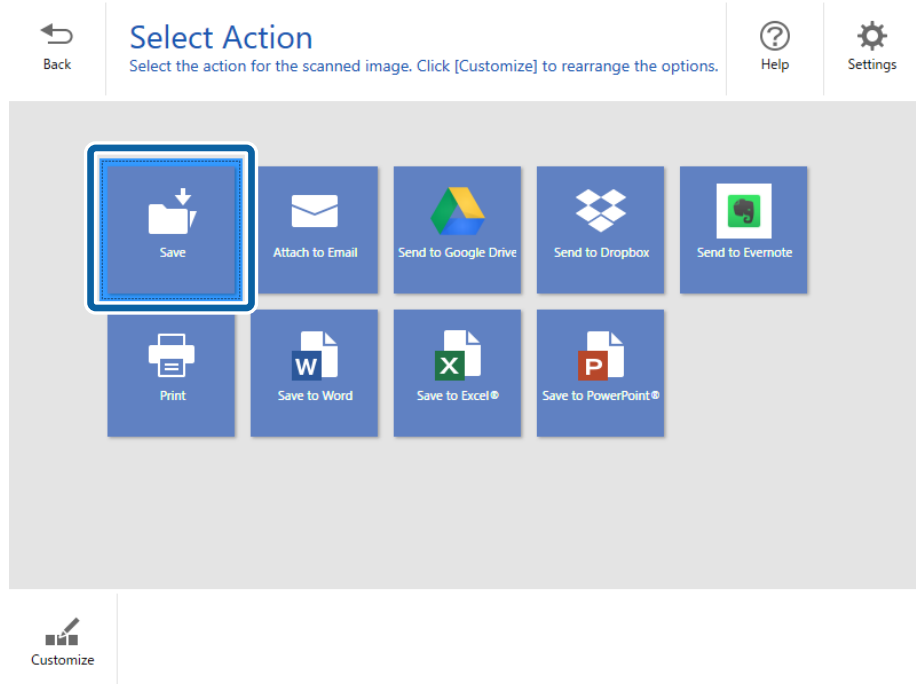 Back
Select Action
Select the action for the scanned image. Click [Customize] to rearrange the options.
Help
Settings
Save
Attach to Email
Send to Google Drive
Send to Dropbox
Send to Evernote
Print
W
Save to Word
X
Save to Excel®
P
Save to PowerPoint®
Customize